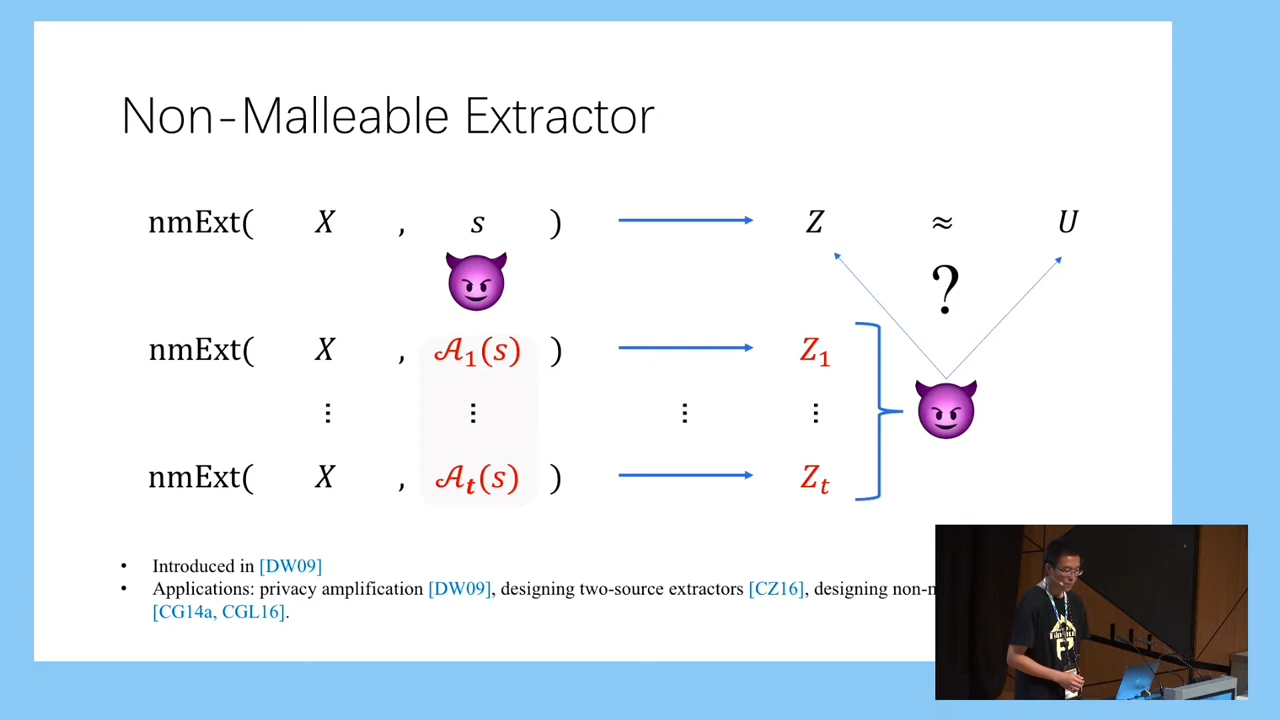 Non-Malleable Extractor
nmExt( X , s ) Z ≈ U
?
nmExt( X , 𝒜₁(s) ) Z₁
⋮ ⋮ ⋮ ⋮
nmExt( X , 𝒜ₜ(s) ) Zₜ
• Introduced in [DW09]
• Applications: privacy amplification [DW09], designing two-source extractors [CZ16], designing
[CG14a, CGL16].